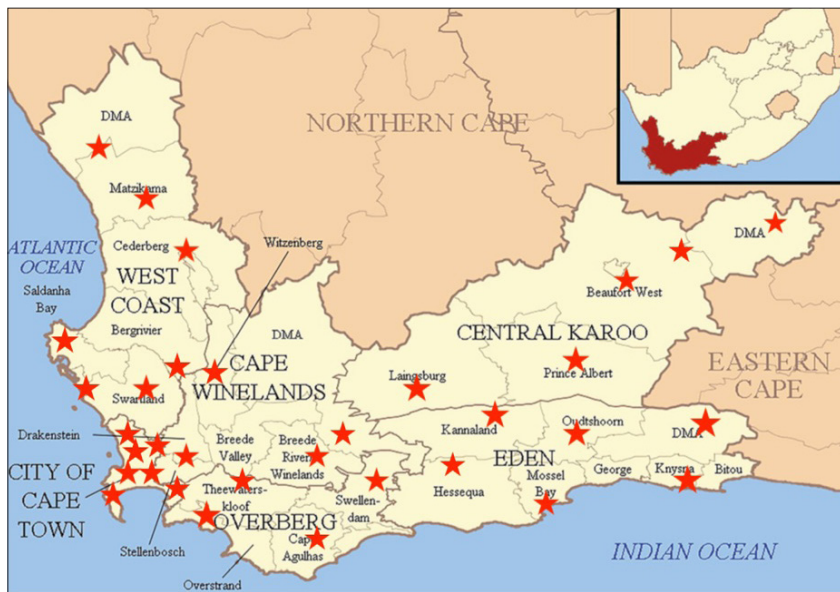 DMA
NORTHERN CAPE
Matzikama
Cederberg
Witzenberg
ATLANTIC
OCEAN
WEST
COAST
DMA
Saldanha
Bay
Beaufort West
Bergrivier
DMA
CENTRAL KAROO
CAPE
WINELANDS
Prince Albert
EASTERN
CAPE
Laingsburg
Swartland
Kannaland
Oudtshoorn
DMA
Drakenstein
Breede
Valley
Breede
River
Winelands
EDEN
CITY OF
CAPE
TOWN
Hessequa
Mossel
Bay
George
Knysna
Bitou
Theewaters-
kloof
Swellen-
dam
OVERBERG
Cape
Agulhas
Stellenbosch
Overstrand
INDIAN OCEAN